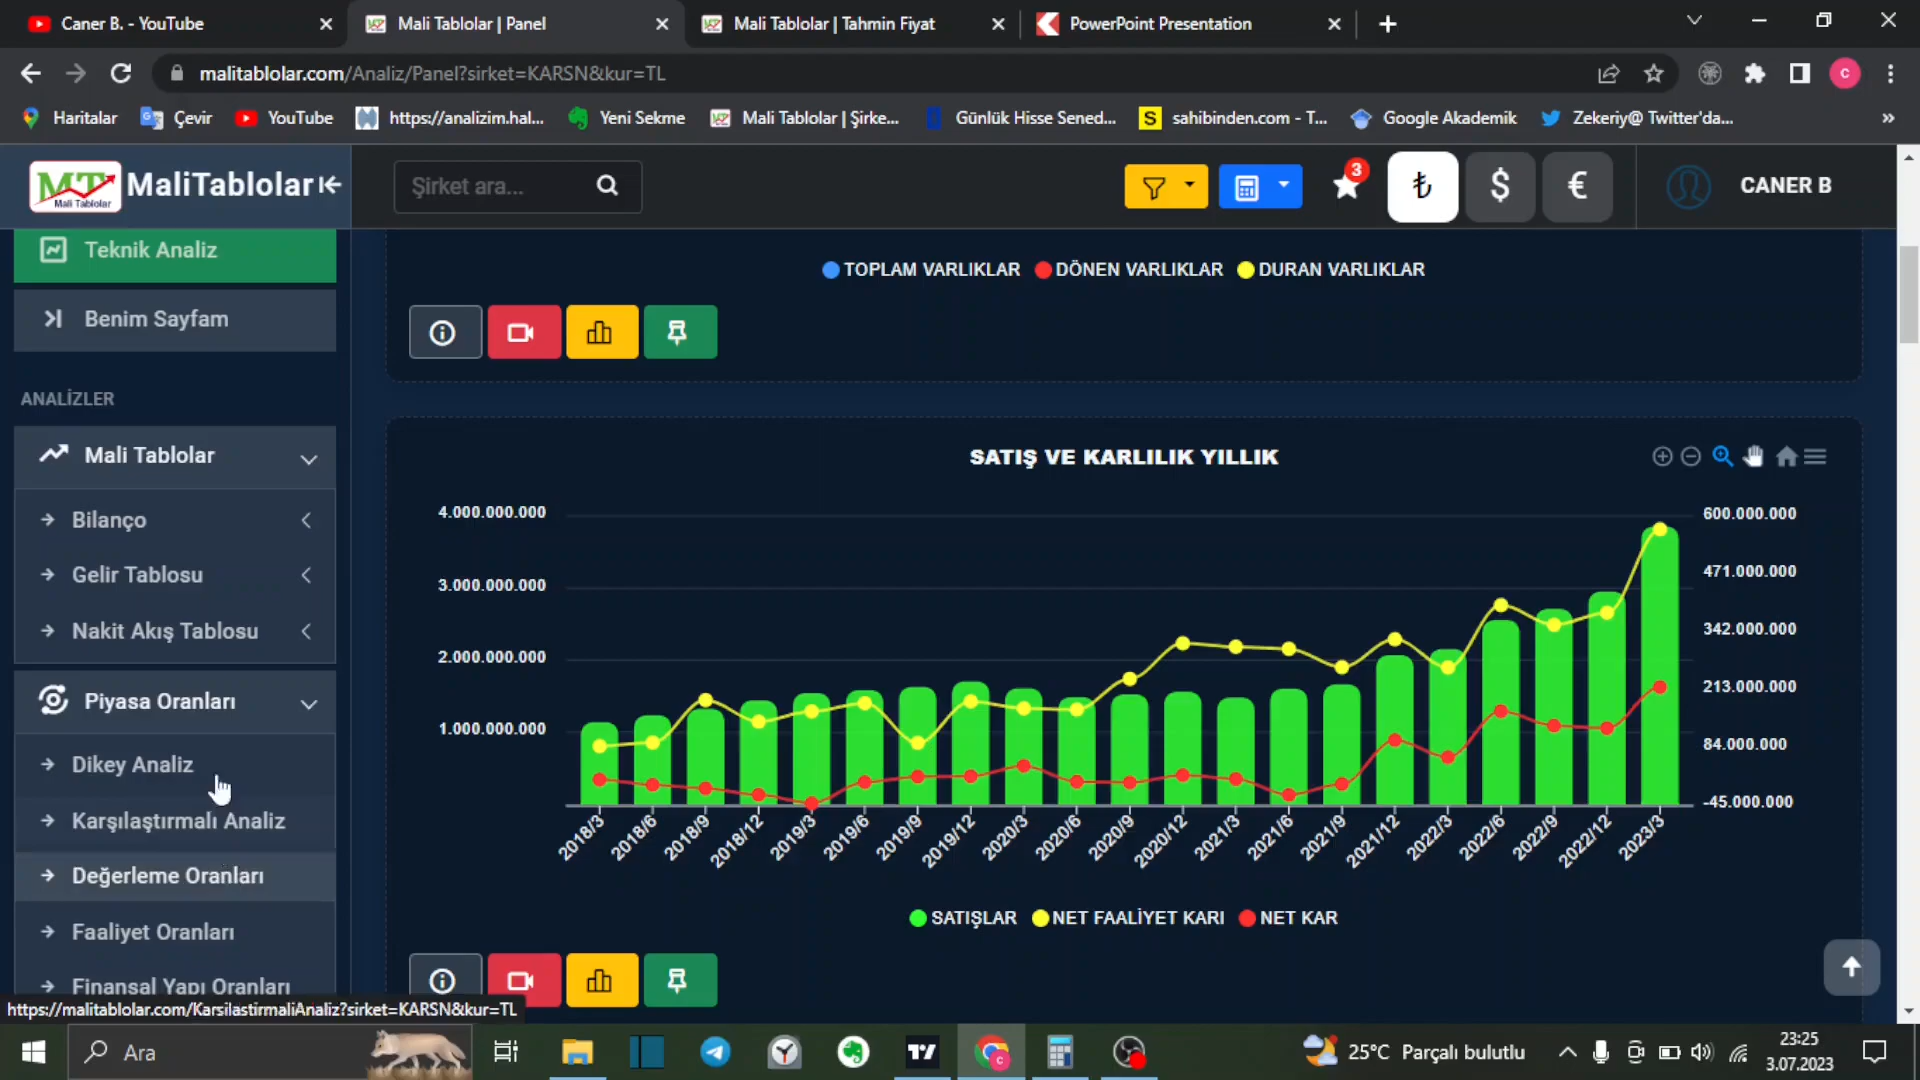 Caner B. - YouTube
Mali Tablolar | Panel
Mali Tablolar | Tahmin Fiyat
PowerPoint Presentation
malitablolar.com/Analiz/Panel?sirket=KARSN&kur=TL
C
Haritalar
Çevir
YouTube
https://analizim.hal...
Yeni Sekme
Mali Tablolar | Şirke...
Günlük Hisse Sened...
S
sahibinden.com - T...
Google Akademik
Zekeriy@ Twitter'da...
»
MT
Mali Tablolar
MaliTablolar
Şirket ara...
3
₺
$
€
CANER B
Teknik Analiz
Benim Sayfam
ANALİZLER
Mali Tablolar
Bilanço
Gelir Tablosu
Nakit Akış Tablosu
Piyasa Oranları
Dikey Analiz
Karşılaştırmalı Analiz
Değerleme Oranları
Faaliyet Oranları
Finansal Yapı Oranları
https://malitablolar.com/KarsilastirmaliAnaliz?sirket=KARSN&kur=TL
TOPLAM VARLIKLAR
DÖNEN VARLIKLAR
DURAN VARLIKLAR
SATIŞ VE KARLILIK YILLIK
4.000.000.000
3.000.000.000
2.000.000.000
1.000.000.000
600.000.000
471.000.000
342.000.000
213.000.000
84.000.000
-45.000.000
2018/3
2018/6
2018/9
2018/12
2019/3
2019/6
2019/9
2019/12
2020/3
2020/6
2020/9
2020/12
2021/3
2021/6
2021/9
2021/12
2022/3
2022/6
2022/9
2022/12
2023/3
SATIŞLAR
NET FAALİYET KARI
NET KAR
Ara
25°C Parçalı bulutlu
23:25
3.07.2023